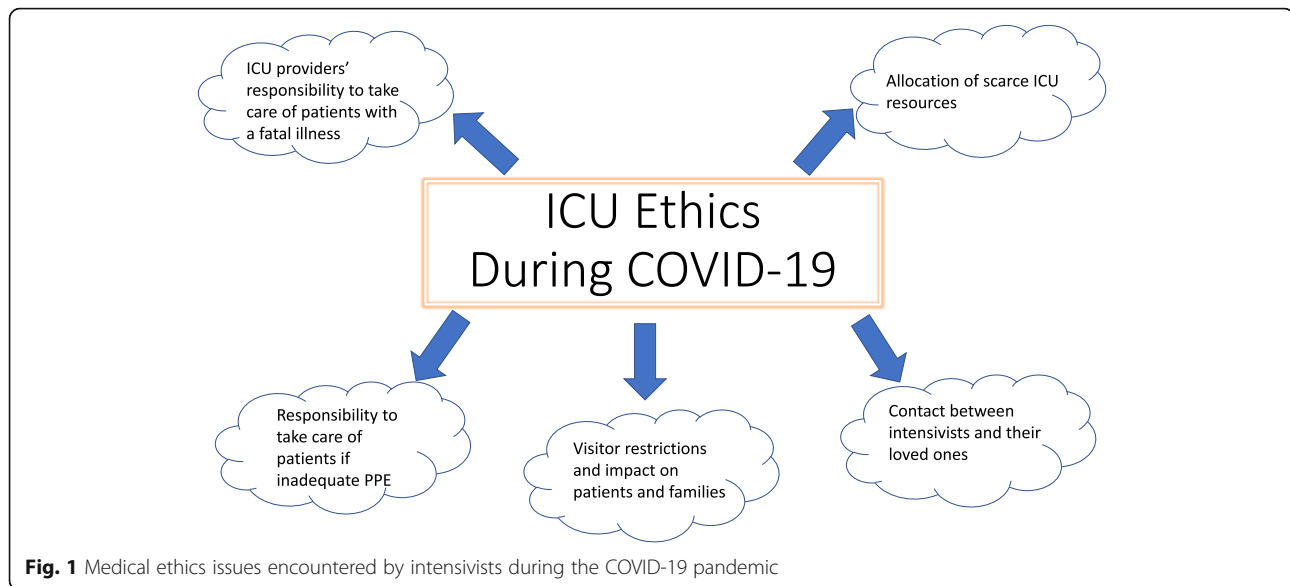 ICU providers'
responsibility to take
care of patients with
a fatal illness
Allocation of scarce ICU
resources
ICU Ethics
During COVID-19
Responsibility to
take care of
patients if
inadequate PPE
Visitor restrictions
and impact on
patients and families
Contact between
intensivists and their
loved ones
Fig. 1 Medical ethics issues encountered by intensivists during the COVID-19 pandemic